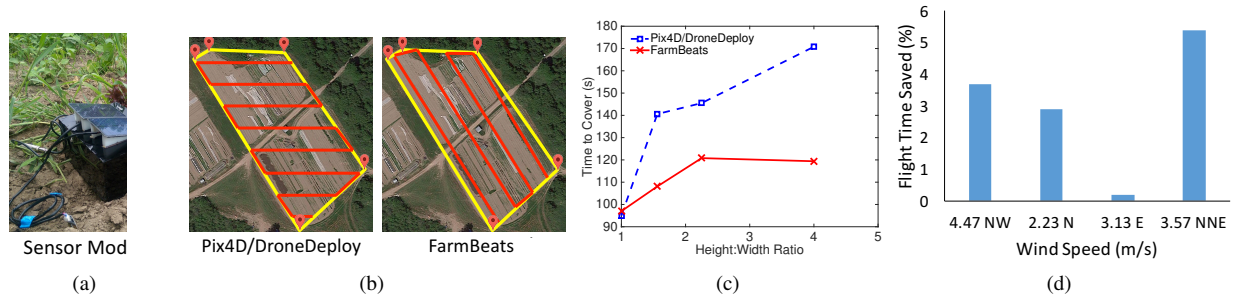 Sensor Mod
(a)
Pix4D/DroneDeploy
FarmBeats
(b)
180
170
160
150
140
130
120
110
100
90
Time to Cover (s)
Pix4D/DroneDeploy
FarmBeats
1
2
3
4
5
Height:Width Ratio
(c)
6
5
4
3
2
1
0
Flight Time Saved (%)
4.47 NW
2.23 N
3.13 E
3.57 NNE
Wind Speed (m/s)
(d)